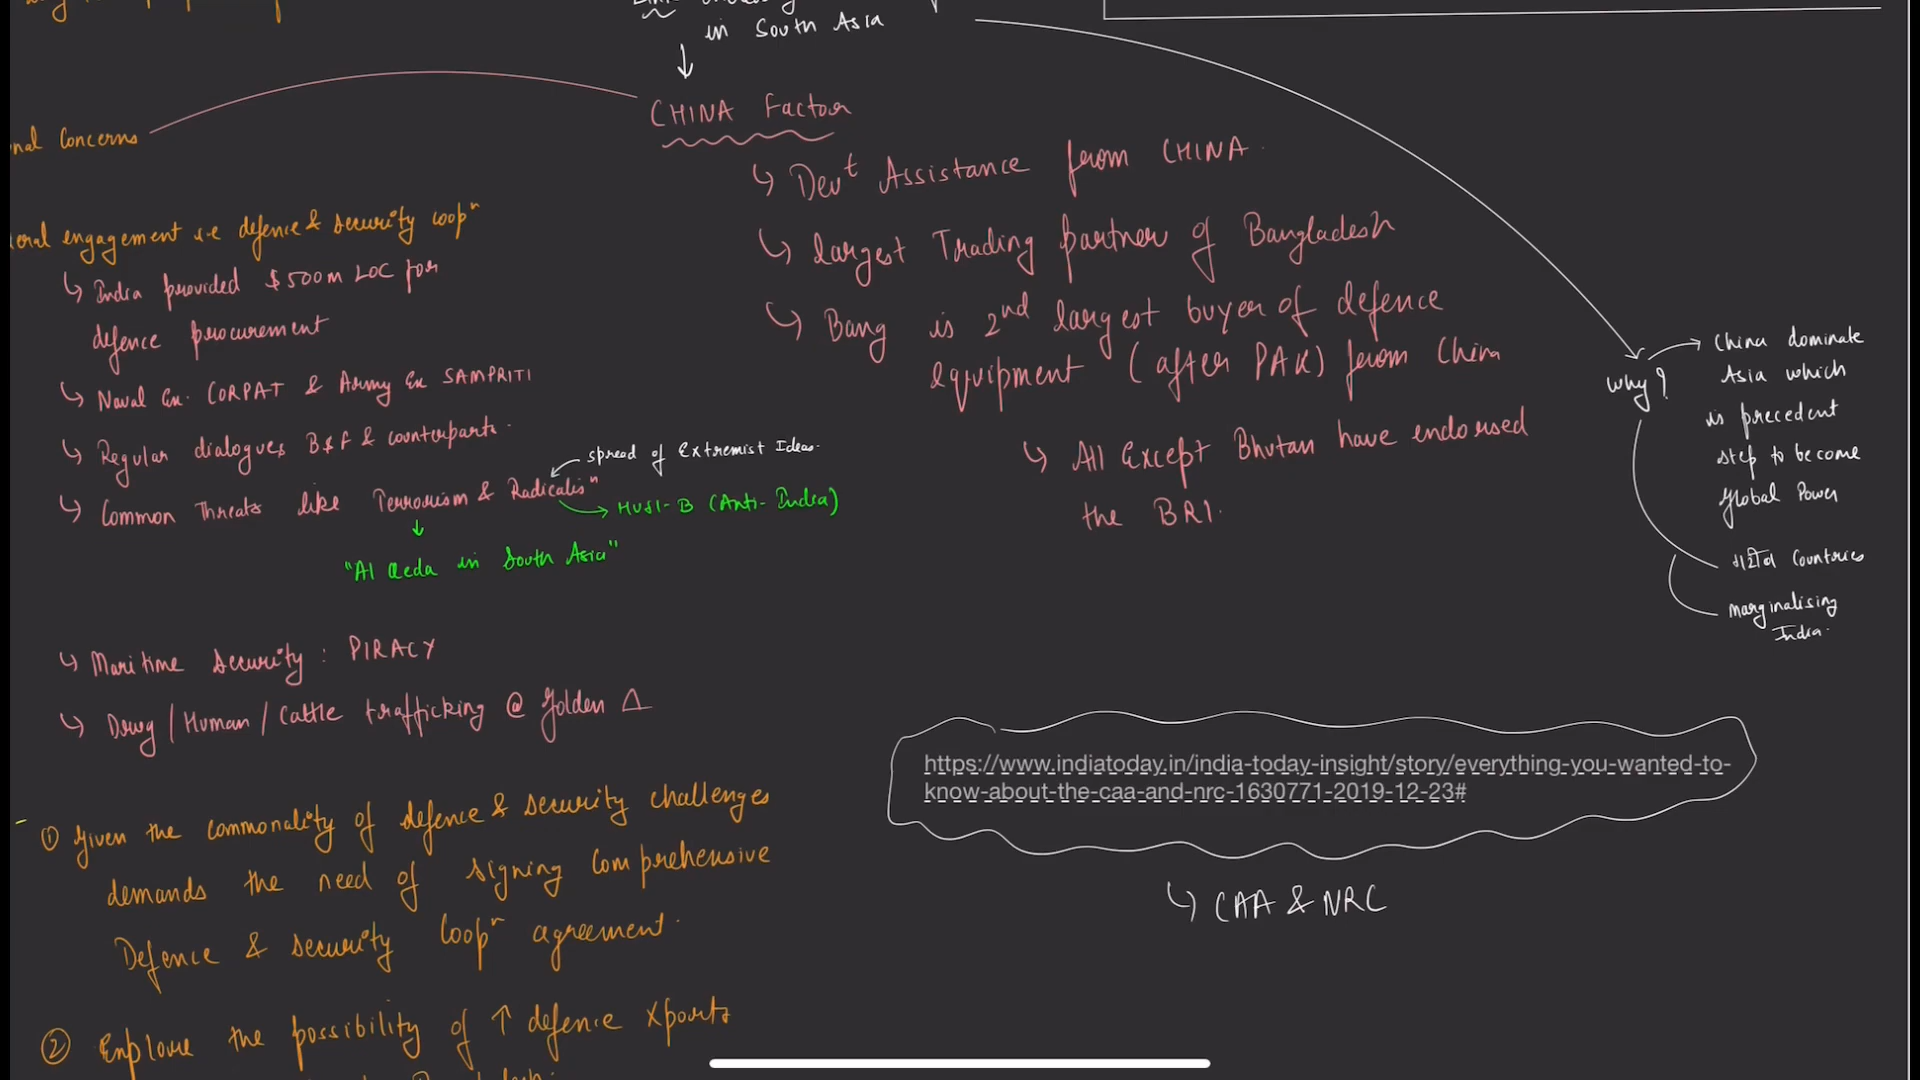 in South Asia
CHINA Factor
nal Concerns
Devt Assistance from CHINA.
largest Trading partner of Bangladesh
Bang is 2nd largest buyer of defence
equipment (after PAK) from China
All Except Bhutan have endorsed
the BRI.
engagement i.e defence & security coopn
India provided $500m LOC for
defence procurement
Naval Ex. CORPAT & Army Ex SAMPRITI
Regular dialogues & counterparts.
spread of Extremist Ideas.
Common Threats like Terrorism & Radicalisn
HUJI-B (Anti-India)
"Al Qeda in South Asia"
Maritime Security: PIRACY
Drug/Human/Cattle trafficking @ Golden Δ
① Given the commonality of defence & security challenges
demands the need of signing comprehensive
Defence & security coopn agreement.
② Explore the possibility of ↑ defence Xports
why?
China dominate
Asia which
is precedent
step to become
Global Power
Countries
marginalising
India.
https://www.indiatoday.in/india-today-insight/story/everything-you-wanted-to-
know-about-the-caa-and-nrc-1630771-2019-12-23#
CAA & NRC